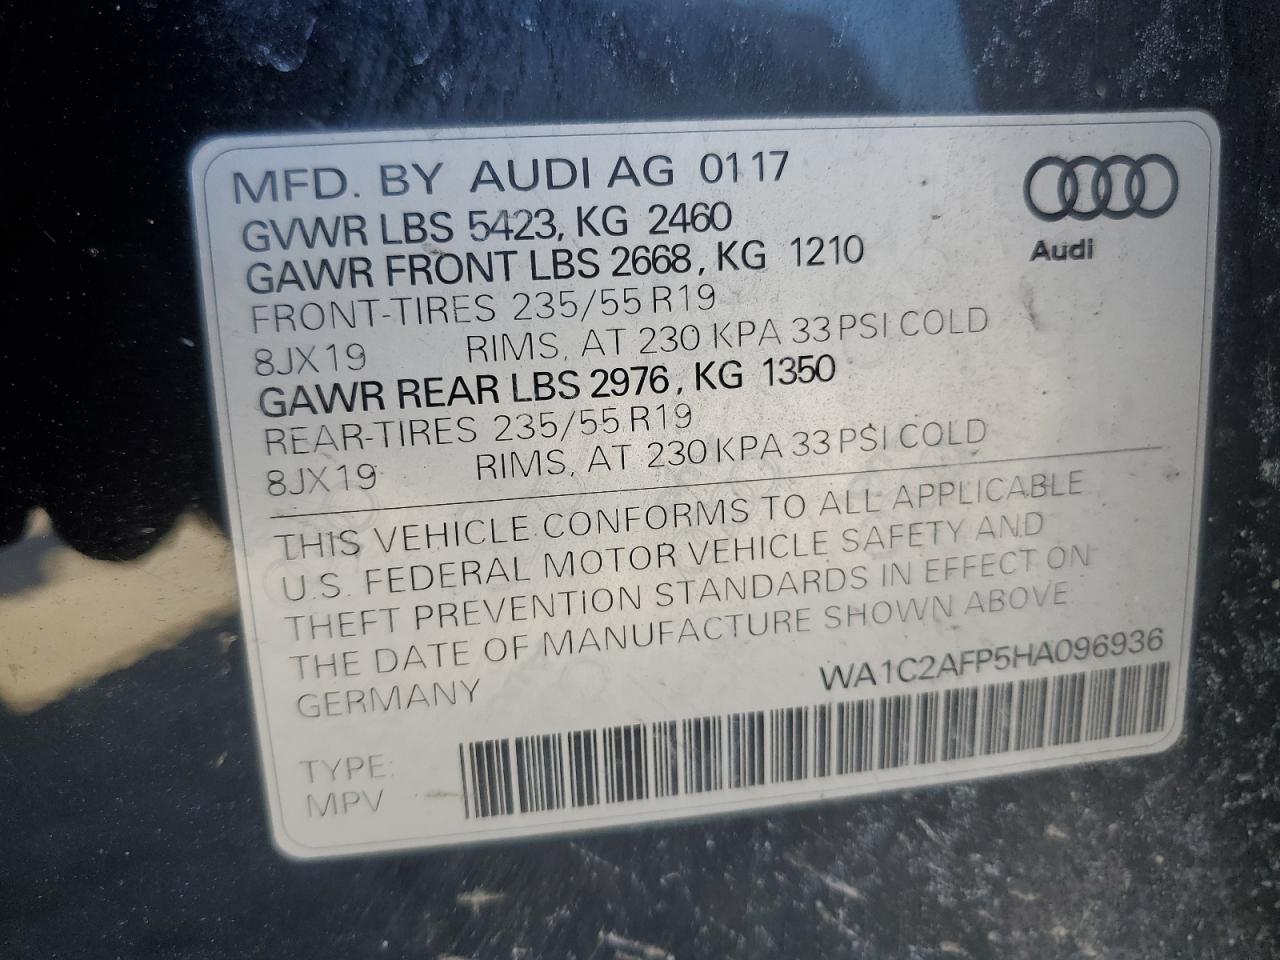 MFD. BY AUDI AG 01 17
GVWR LBS 5423, KG 2460
GAWR FRONT LBS 2668, KG 1210
FRONT-TIRES 235/55 R19
8JX19 RIMS, AT 230 KPA 33 PSI COLD
GAWR REAR LBS 2976, KG 1350
REAR-TIRES 235/55 R19
8JX19 RIMS, AT 230 KPA 33 PSI COLD
Audi
THIS VEHICLE CONFORMS TO ALL APPLICABLE
U.S. FEDERAL MOTOR VEHICLE SAFETY AND
THEFT PREVENTION STANDARDS IN EFFECT ON
THE DATE OF MANUFACTURE SHOWN ABOVE
GERMANY WA1C2AFP5HA096936
TYPE:
MPV